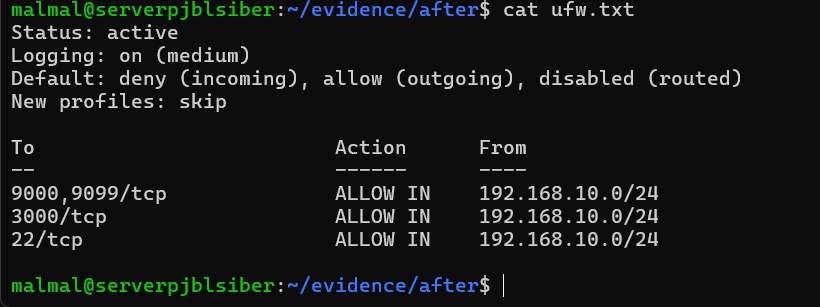 malmal@serverpjblsiber:~/evidence/after$ cat ufw.txt
Status: active
Logging: on (medium)
Default: deny (incoming), allow (outgoing), disabled (routed)
New profiles: skip

To                         Action      From
--                         ------      ----
9000,9099/tcp              ALLOW IN    192.168.10.0/24
3000/tcp                   ALLOW IN    192.168.10.0/24
22/tcp                     ALLOW IN    192.168.10.0/24

malmal@serverpjblsiber:~/evidence/after$